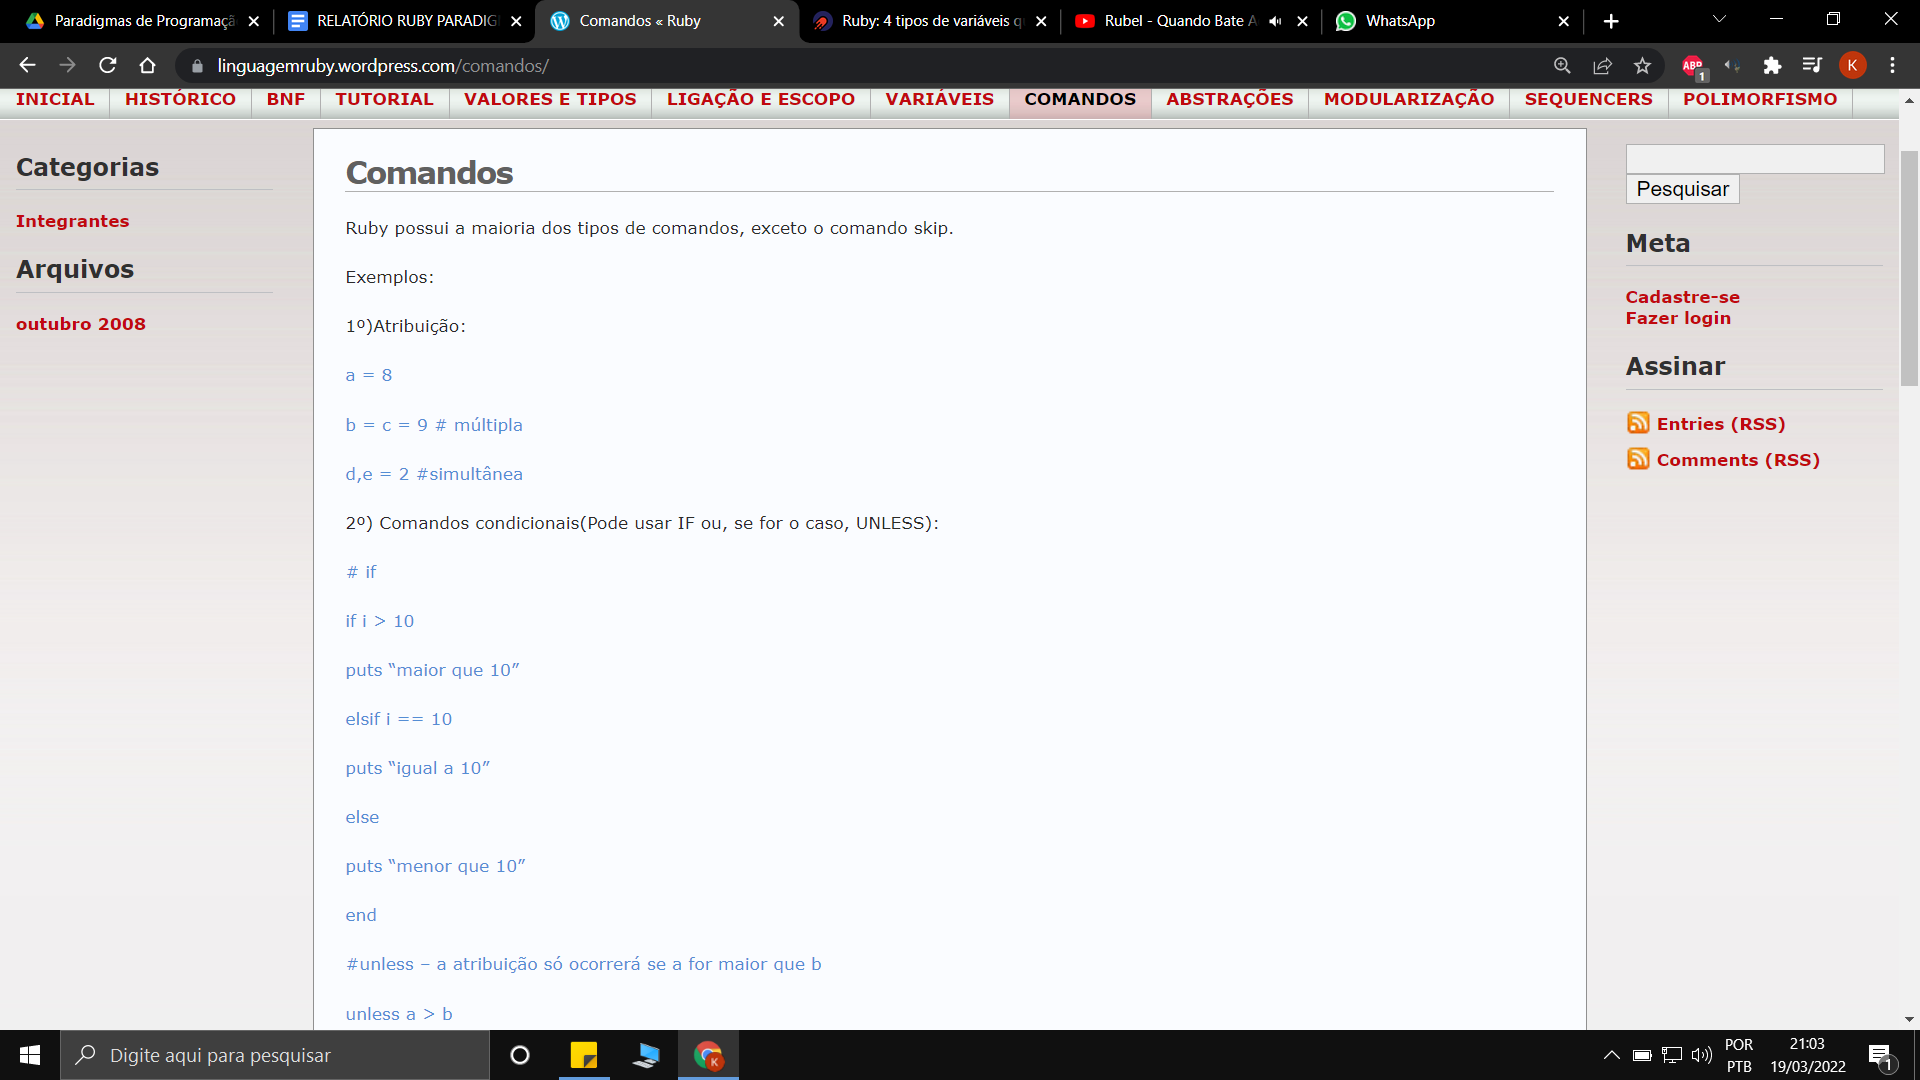 Paradigmas de Programaçã
RELATÓRIO RUBY PARADIG
Comandos « Ruby
Ruby: 4 tipos de variáveis q
Rubel - Quando Bate A
WhatsApp
linguagemruby.wordpress.com/comandos/
ABP
1
K
INICIAL
HISTÓRICO
BNF
TUTORIAL
VALORES E TIPOS
LIGAÇÃO E ESCOPO
VARIÁVEIS
COMANDOS
ABSTRAÇÕES
MODULARIZAÇÃO
SEQUENCERS
POLIMORFISMO
Categorias
Integrantes
Arquivos
outubro 2008
Comandos
Ruby possui a maioria dos tipos de comandos, exceto o comando skip.
Exemplos:
1º)Atribuição:
a = 8
b = c = 9 # múltipla
d,e = 2 #simultânea
2º) Comandos condicionais(Pode usar IF ou, se for o caso, UNLESS):
# if
if i > 10
puts “maior que 10”
elsif i == 10
puts “igual a 10”
else
puts “menor que 10”
end
#unless – a atribuição só ocorrerá se a for maior que b
unless a > b
Pesquisar
Meta
Cadastre-se
Fazer login
Assinar
Entries (RSS)
Comments (RSS)
Digite aqui para pesquisar
K
POR
PTB
21:03
19/03/2022
1